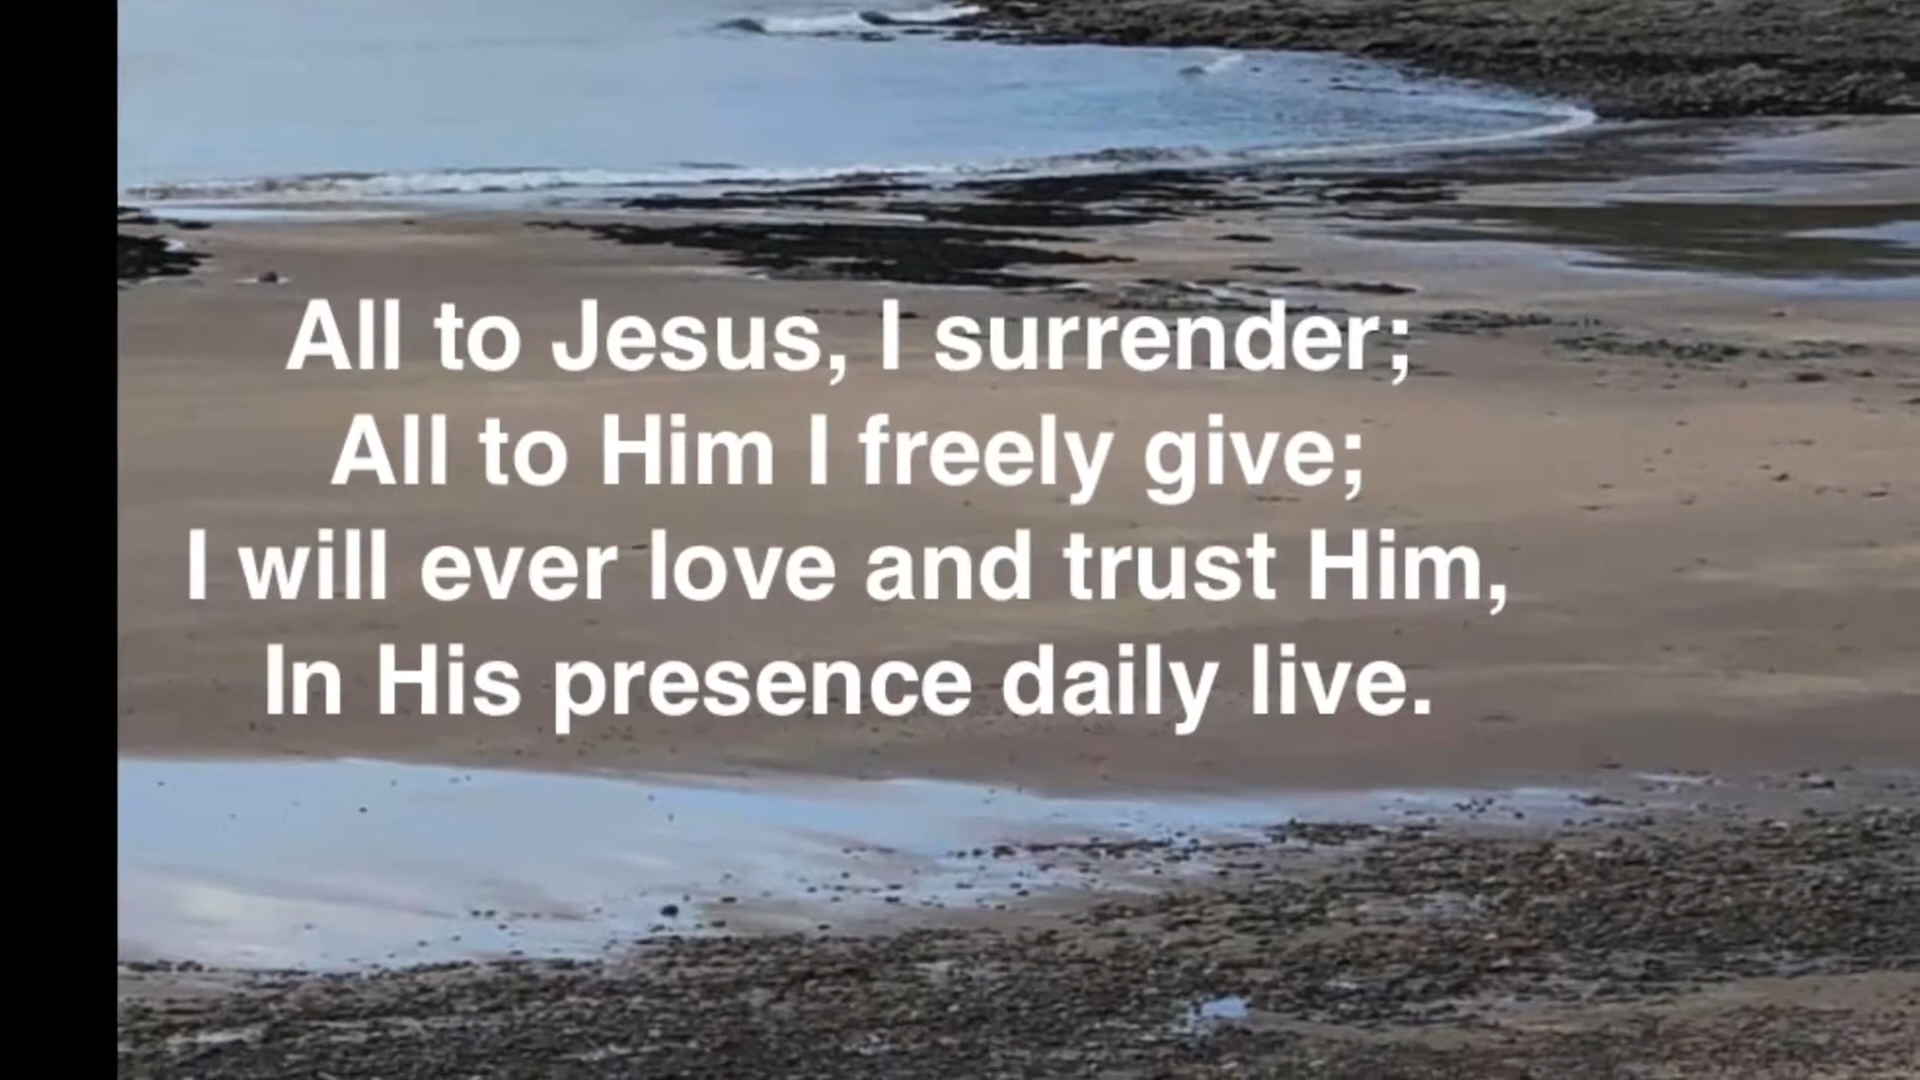 All to Jesus, I surrender;
All to Him I freely give;
I will ever love and trust Him,
In His presence daily live.